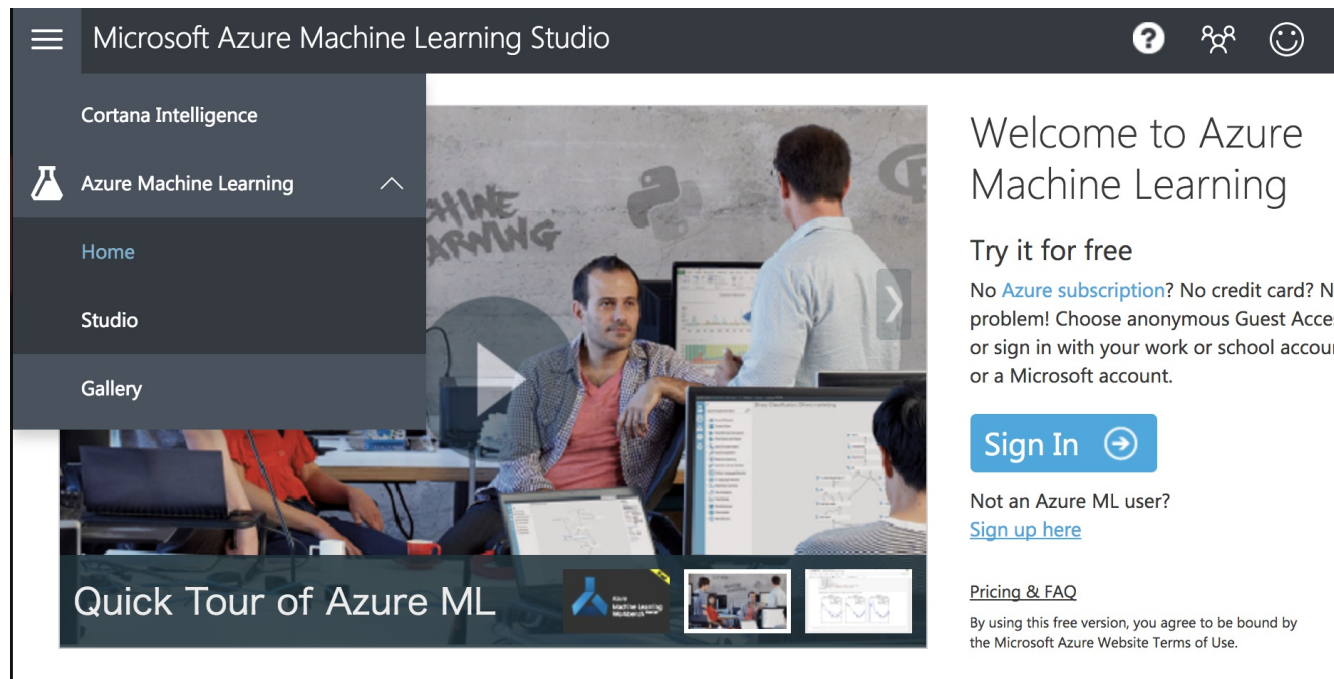 Microsoft Azure Machine Learning Studio
Cortana Intelligence
Azure Machine Learning
Home
Studio
Gallery
Welcome to Azure
Machine Learning
Try it for free
No Azure subscription? No credit card? N
problem! Choose anonymous Guest Acce
or sign in with your work or school accou
or a Microsoft account.
Sign In
Not an Azure ML user?
Sign up here
Pricing & FAQ
By using this free version, you agree to be bound by
the Microsoft Azure Website Terms of Use.
Quick Tour of Azure ML
Azure
Machine Learning
Workbench